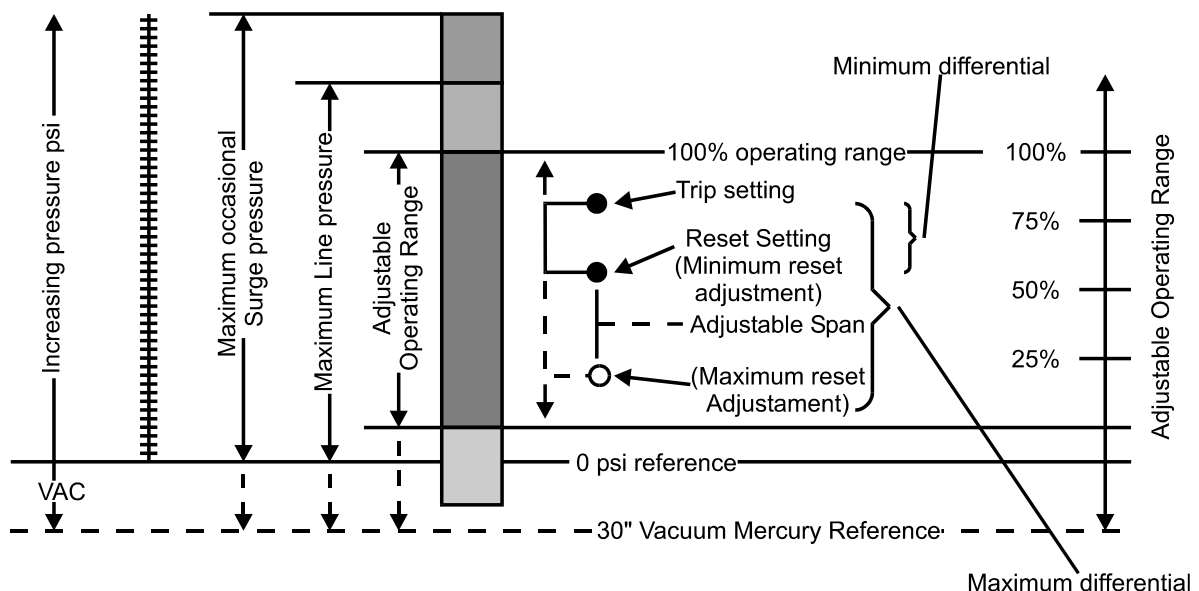 Increasing pressure psi
VAC
Maximum occasional
Surge pressure
Maximum Line pressure
Adjustable
Operating Range
Minimum differential
100% operating range
Trip setting
Reset Setting
(Minimum reset
adjustment)
Adjustable Span
(Maximum reset
Adjustament)
0 psi reference
30" Vacuum Mercury Reference
100%
75%
50%
25%
Adjustable Operating Range
Maximum differential